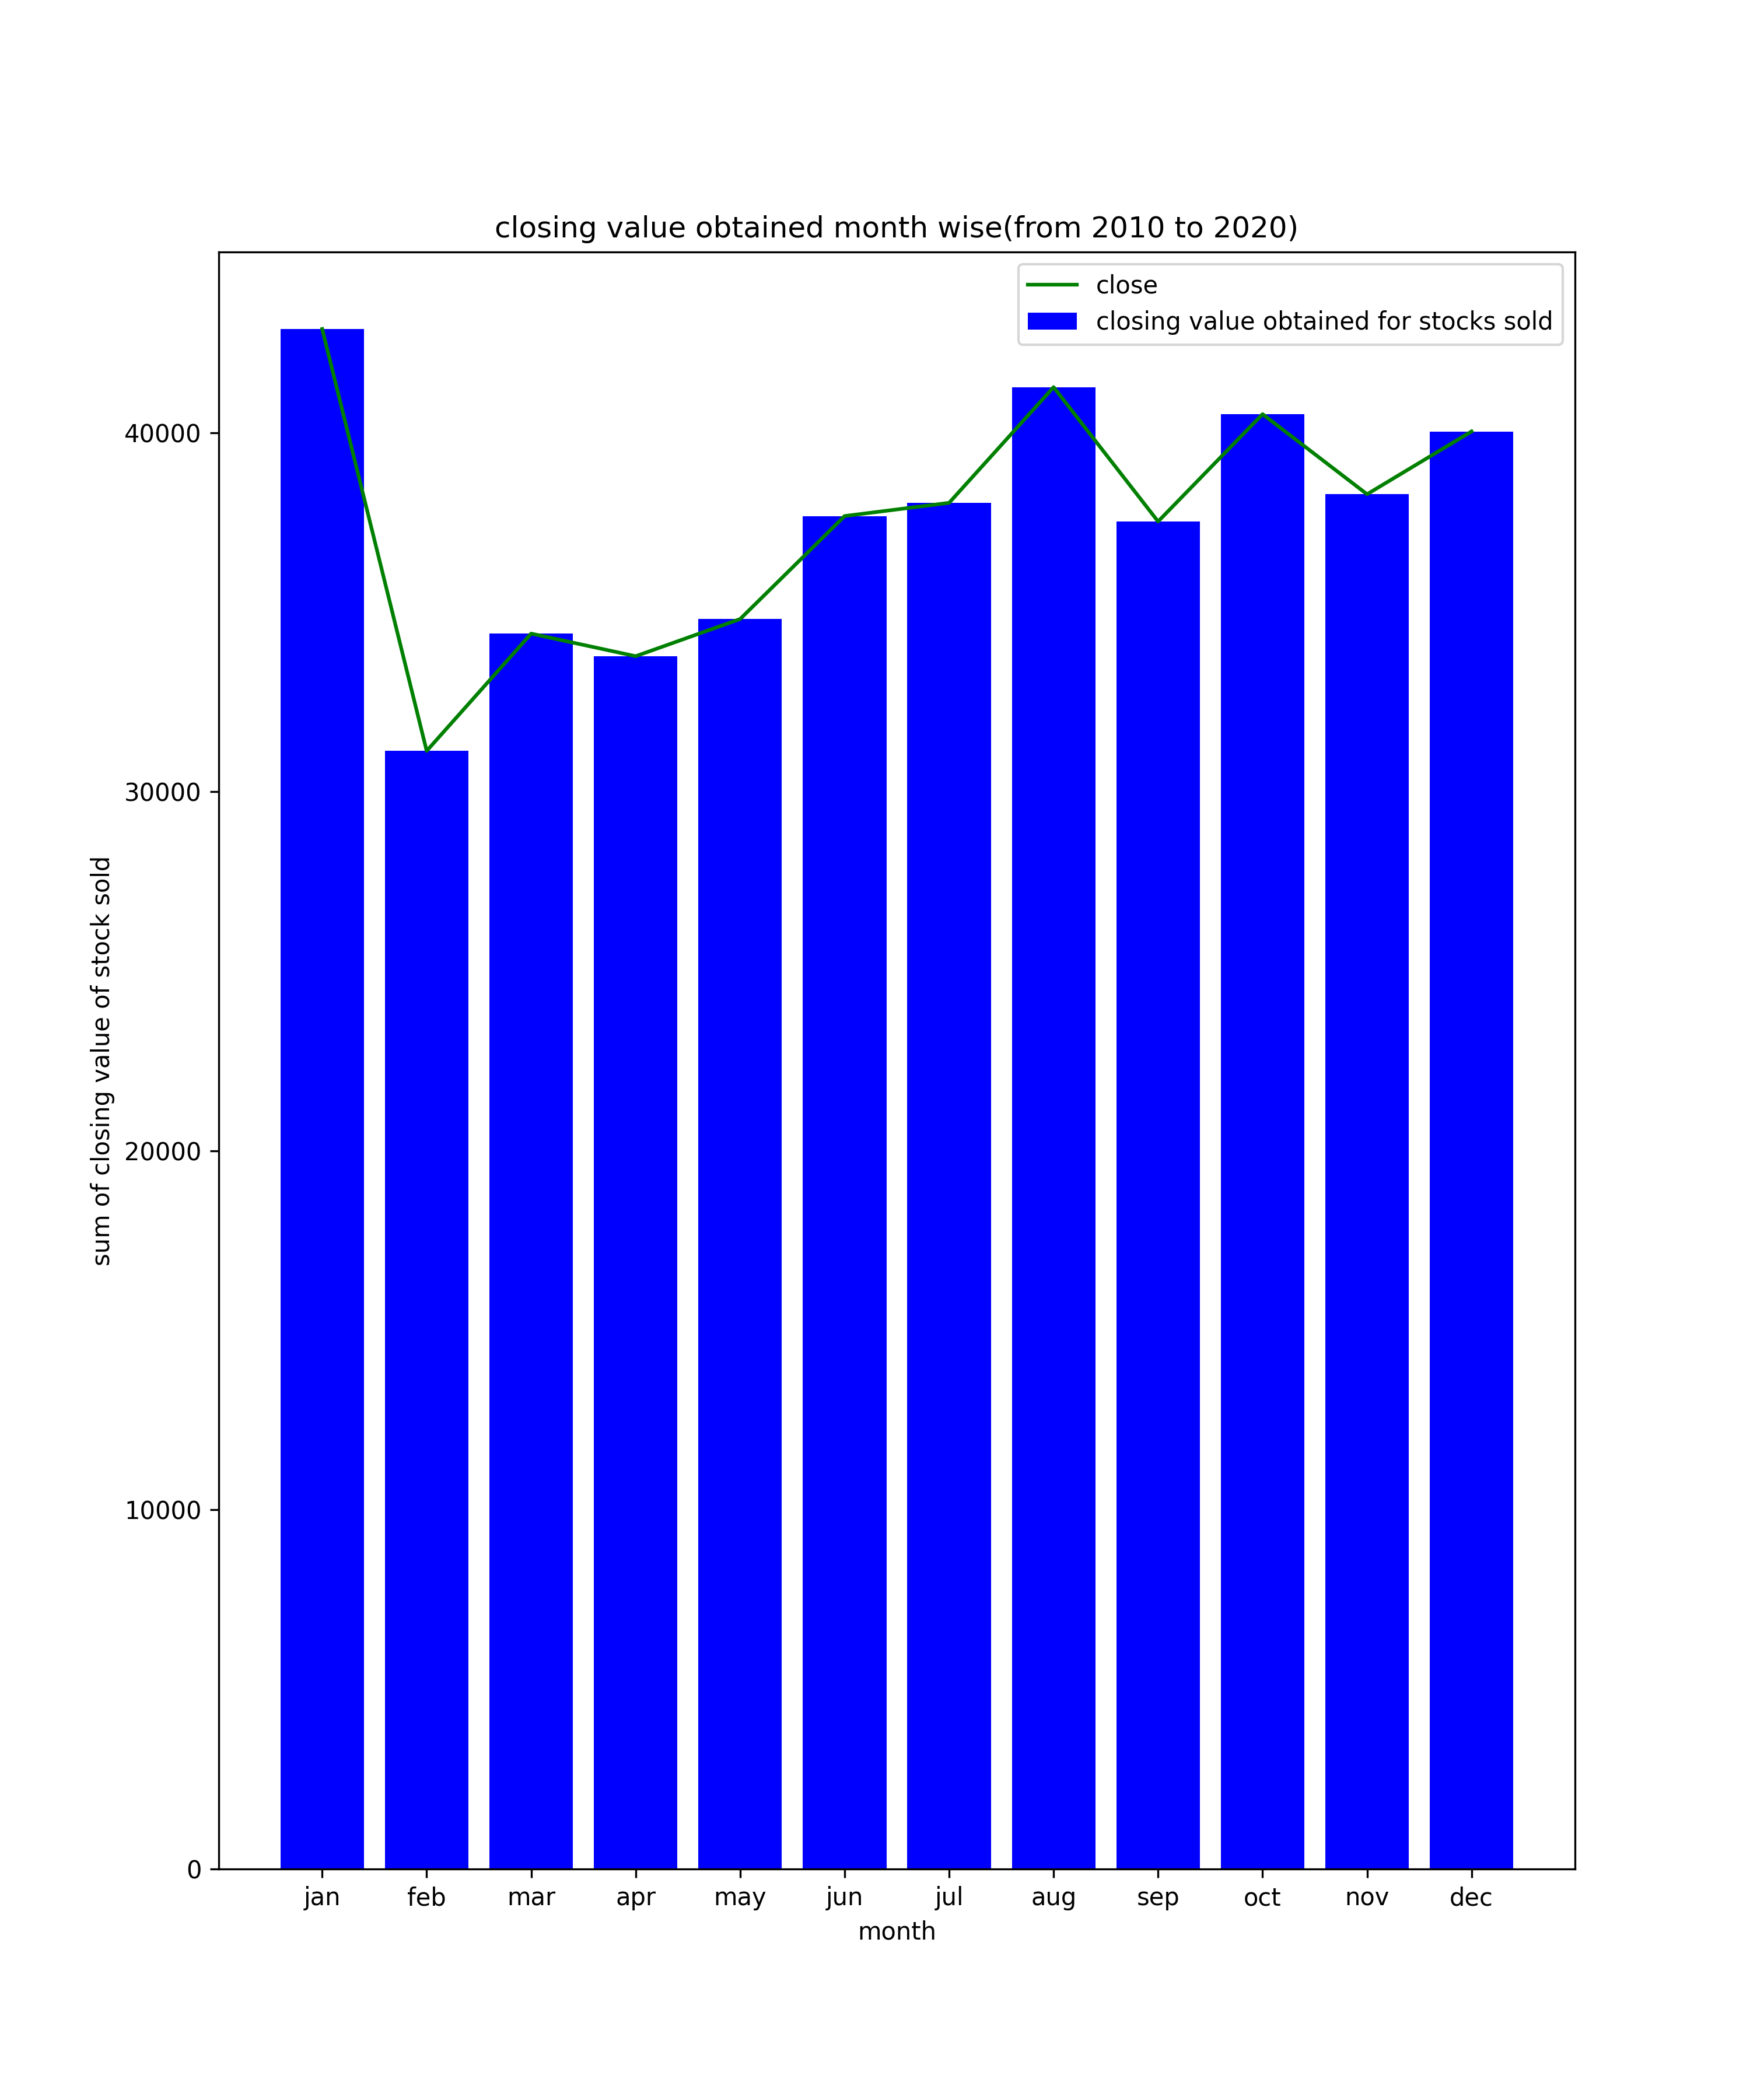 closing value obtained month wise(from 2010 to 2020)
close
closing value obtained for stocks sold
40000
30000
20000
10000
0
sum of closing value of stock sold
jan feb mar apr may jun jul aug sep oct nov dec
month